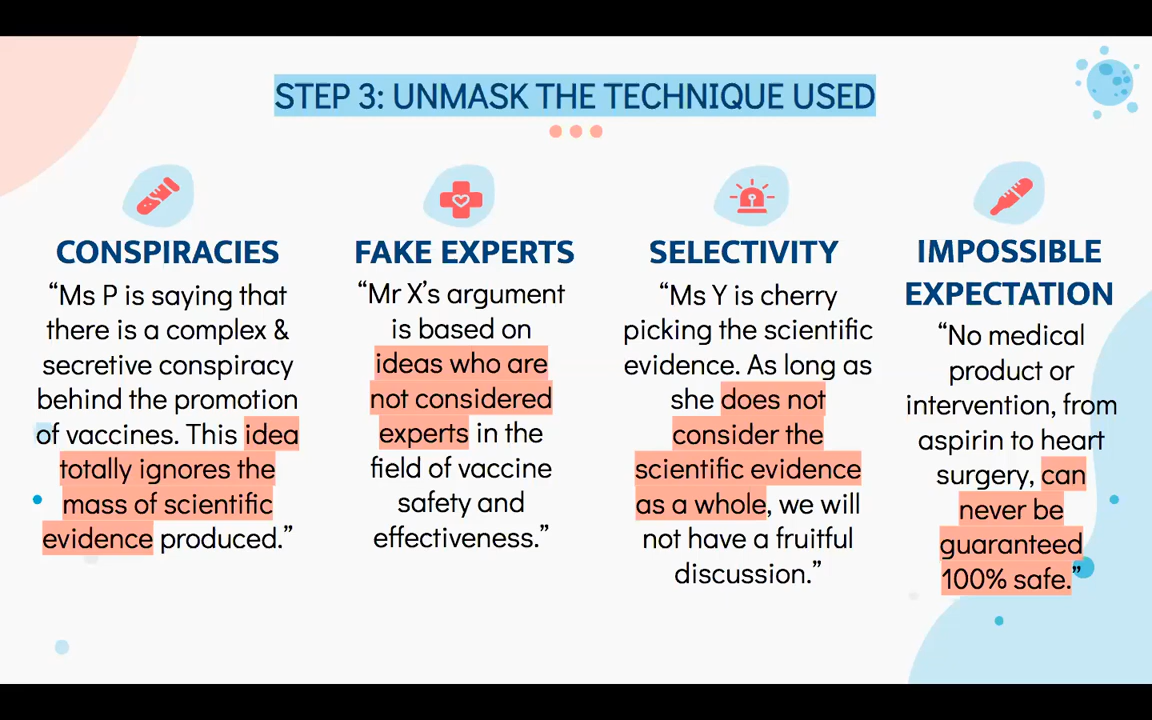 STEP 3: UNMASK THE TECHNIQUE USED
CONSPIRACIES
“Ms P is saying that
there is a complex &
secretive conspiracy
behind the promotion
of vaccines. This idea
totally ignores the
mass of scientific
evidence produced.”
FAKE EXPERTS
“Mr X’s argument
is based on
ideas who are
not considered
experts in the
field of vaccine
safety and
effectiveness.”
SELECTIVITY
“Ms Y is cherry
picking the scientific
evidence. As long as
she does not
consider the
scientific evidence
as a whole, we will
not have a fruitful
discussion.”
IMPOSSIBLE
EXPECTATION
“No medical
product or
intervention, from
aspirin to heart
surgery, can
never be
guaranteed
100% safe.”